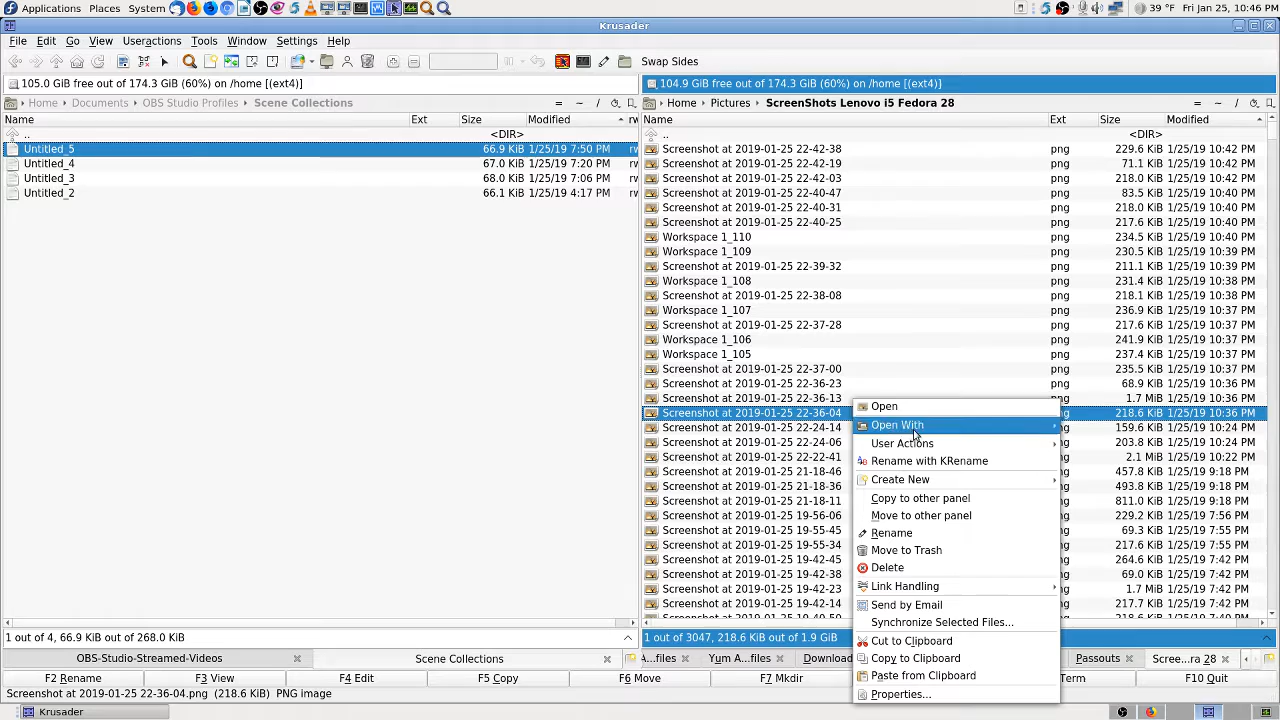 Applications Places System 39 °F Fri Jan 25, 10:46 PM
Krusader
File Edit Go View Useractions Tools Window Settings Help
Swap Sides
105.0 GiB free out of 174.3 GiB (60%) on /home [(ext4)] 104.9 GiB free out of 174.3 GiB (60%) on /home [(ext4)]
Home > Documents > OBS Studio Profiles > Scene Collections = ~ / Home > Pictures > ScreenShots Lenovo i5 Fedora 28 = ~ /
Name Ext Size Modified rw Name Ext Size Modified
.. <DIR> .. <DIR>
Untitled_5 66.9 KiB 1/25/19 7:50 PM rw Screenshot at 2019-01-25 22-42-38 png 229.6 KiB 1/25/19 10:42 PM
Untitled_4 67.0 KiB 1/25/19 7:20 PM rw Screenshot at 2019-01-25 22-42-19 png 71.1 KiB 1/25/19 10:42 PM
Untitled_3 68.0 KiB 1/25/19 7:06 PM rw Screenshot at 2019-01-25 22-42-03 png 218.0 KiB 1/25/19 10:42 PM
Untitled_2 66.1 KiB 1/25/19 4:17 PM rw Screenshot at 2019-01-25 22-40-47 png 83.5 KiB 1/25/19 10:40 PM
Screenshot at 2019-01-25 22-40-31 png 218.0 KiB 1/25/19 10:40 PM
Screenshot at 2019-01-25 22-40-25 png 217.6 KiB 1/25/19 10:40 PM
Workspace 1_110 png 234.5 KiB 1/25/19 10:40 PM
Workspace 1_109 png 230.5 KiB 1/25/19 10:39 PM
Screenshot at 2019-01-25 22-39-32 png 211.1 KiB 1/25/19 10:39 PM
Workspace 1_108 png 231.4 KiB 1/25/19 10:38 PM
Screenshot at 2019-01-25 22-38-08 png 218.1 KiB 1/25/19 10:38 PM
Workspace 1_107 png 236.9 KiB 1/25/19 10:37 PM
Screenshot at 2019-01-25 22-37-28 png 217.6 KiB 1/25/19 10:37 PM
Workspace 1_106 png 241.9 KiB 1/25/19 10:37 PM
Workspace 1_105 png 237.4 KiB 1/25/19 10:37 PM
Screenshot at 2019-01-25 22-37-00 png 235.5 KiB 1/25/19 10:37 PM
Screenshot at 2019-01-25 22-36-23 png 68.9 KiB 1/25/19 10:36 PM
Screenshot at 2019-01-25 22-36-13 png 1.7 MiB 1/25/19 10:36 PM
Screenshot at 2019-01-25 22-36-04 ng 218.6 KiB 1/25/19 10:36 PM
Screenshot at 2019-01-25 22-24-14 ng 159.6 KiB 1/25/19 10:24 PM
Screenshot at 2019-01-25 22-24-06 ng 203.8 KiB 1/25/19 10:24 PM
Screenshot at 2019-01-25 22-22-41 ng 2.1 MiB 1/25/19 10:22 PM
Screenshot at 2019-01-25 21-18-46 ng 457.8 KiB 1/25/19 9:18 PM
Screenshot at 2019-01-25 21-18-36 ng 493.8 KiB 1/25/19 9:18 PM
Screenshot at 2019-01-25 21-18-11 ng 811.0 KiB 1/25/19 9:18 PM
Screenshot at 2019-01-25 19-56-06 ng 229.2 KiB 1/25/19 7:56 PM
Screenshot at 2019-01-25 19-55-45 ng 69.3 KiB 1/25/19 7:55 PM
Screenshot at 2019-01-25 19-55-34 ng 217.6 KiB 1/25/19 7:55 PM
Screenshot at 2019-01-25 19-42-45 ng 264.6 KiB 1/25/19 7:42 PM
Screenshot at 2019-01-25 19-42-38 ng 69.0 KiB 1/25/19 7:42 PM
Screenshot at 2019-01-25 19-42-23 ng 1.7 MiB 1/25/19 7:42 PM
Screenshot at 2019-01-25 19-42-14 ng 217.7 KiB 1/25/19 7:42 PM
Open
Open With
User Actions
Rename with KRename
Create New
Copy to other panel
Move to other panel
Rename
Move to Trash
Delete
Link Handling
Send by Email
Synchronize Selected Files...
Cut to Clipboard
Copy to Clipboard
Paste from Clipboard
Properties...
1 out of 4, 66.9 KiB out of 268.0 KiB 1 out of 3047, 218.6 KiB out of 1.9 GiB
OBS-Studio-Streamed-Videos Scene Collections ...files Yum A...files Download Passouts Scree...ra 28
F2 Rename F3 View F4 Edit F5 Copy F6 Move F7 Mkdir Term F10 Quit
Screenshot at 2019-01-25 22-36-04.png (218.6 KiB) PNG image
Krusader